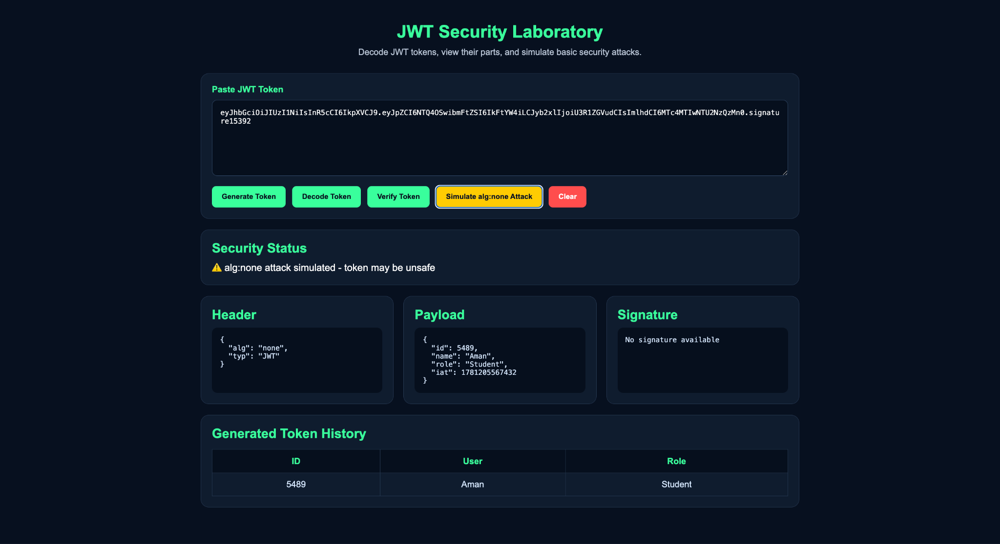 JWT Security Laboratory
Decode JWT tokens, view their parts, and simulate basic security attacks.
Paste JWT Token
eyJhbGciOiJIUzI1NiIsInR5cCI6IkpXVCJ9.eyJpZCI6NTQ4OSwibmFtZSI6IkFtYW4iLCJyb2xlIjoiU3R1ZGVudCIsImlhdCI6MTc4MTIwNTU2NzQzMn0.signatu
re15392
Generate Token
Decode Token
Verify Token
Simulate alg:none Attack
Clear
Security Status
⚠️ alg:none attack simulated - token may be unsafe
Header
{
  "alg": "none",
  "typ": "JWT"
}
Payload
{
  "id": 5489,
  "name": "Aman",
  "role": "Student",
  "iat": 1781205567432
}
Signature
No signature available
Generated Token History
ID User Role
5489 Aman Student